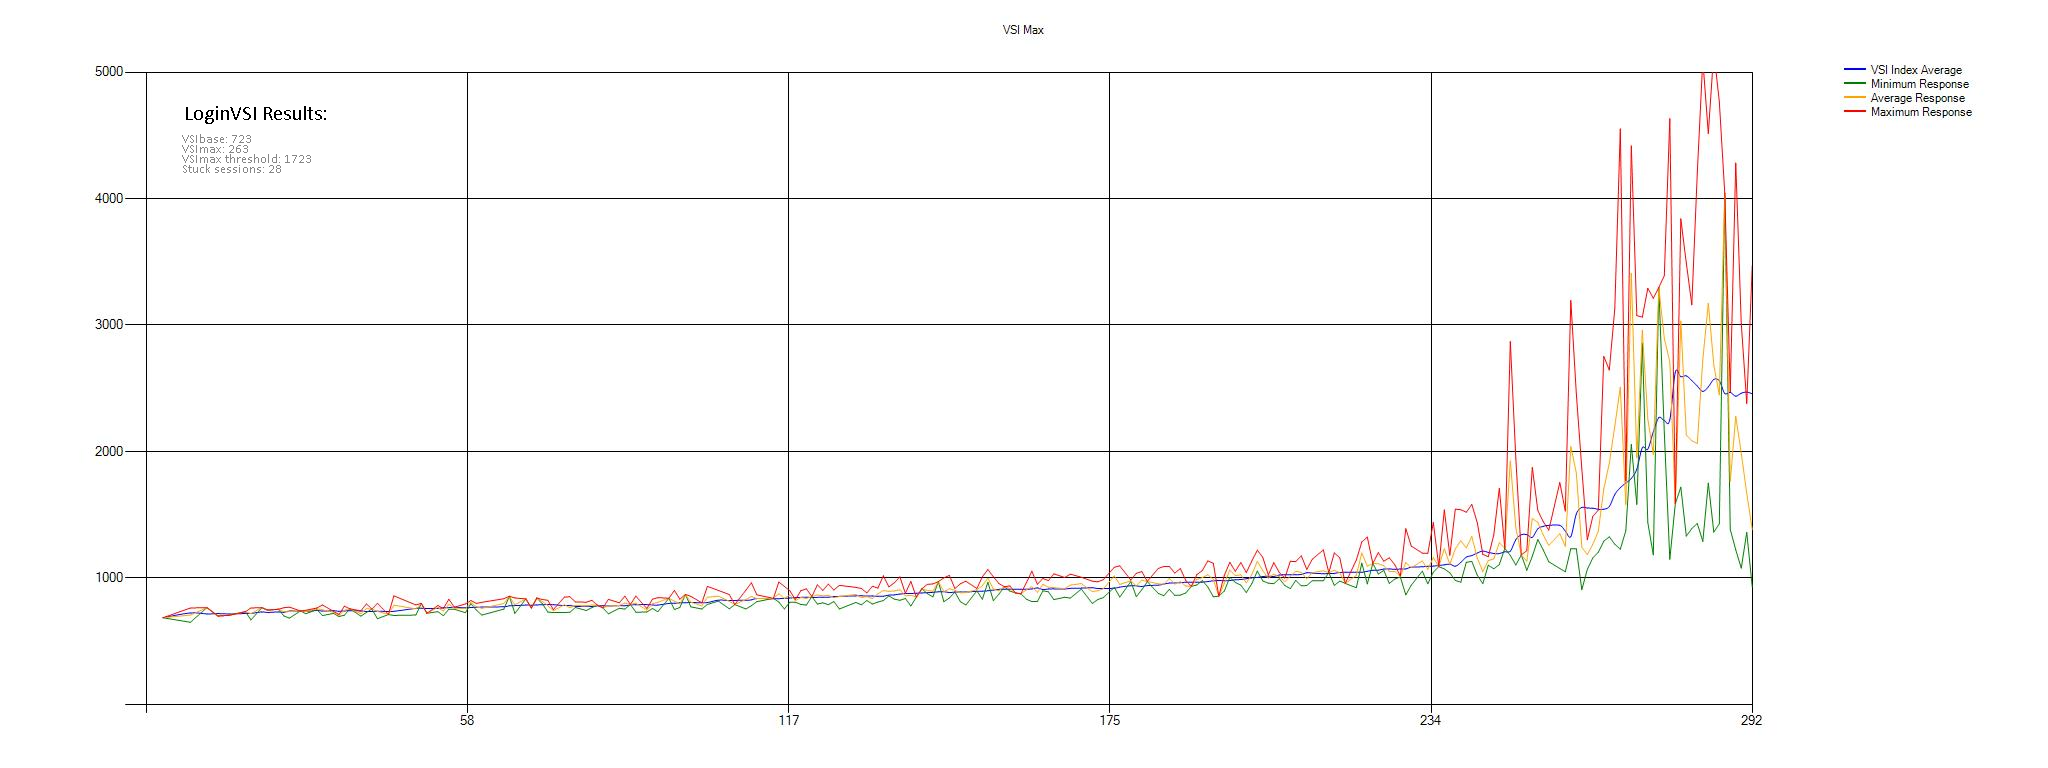 VSI Max
5000
4000
3000
2000
1000
LoginVSI Results:
VSIbase: 723
VSImax: 263
VSImax threshold: 1723
Stuck sessions: 28
VSI Index Average
Minimum Response
Average Response
Maximum Response
58
117
175
234
292